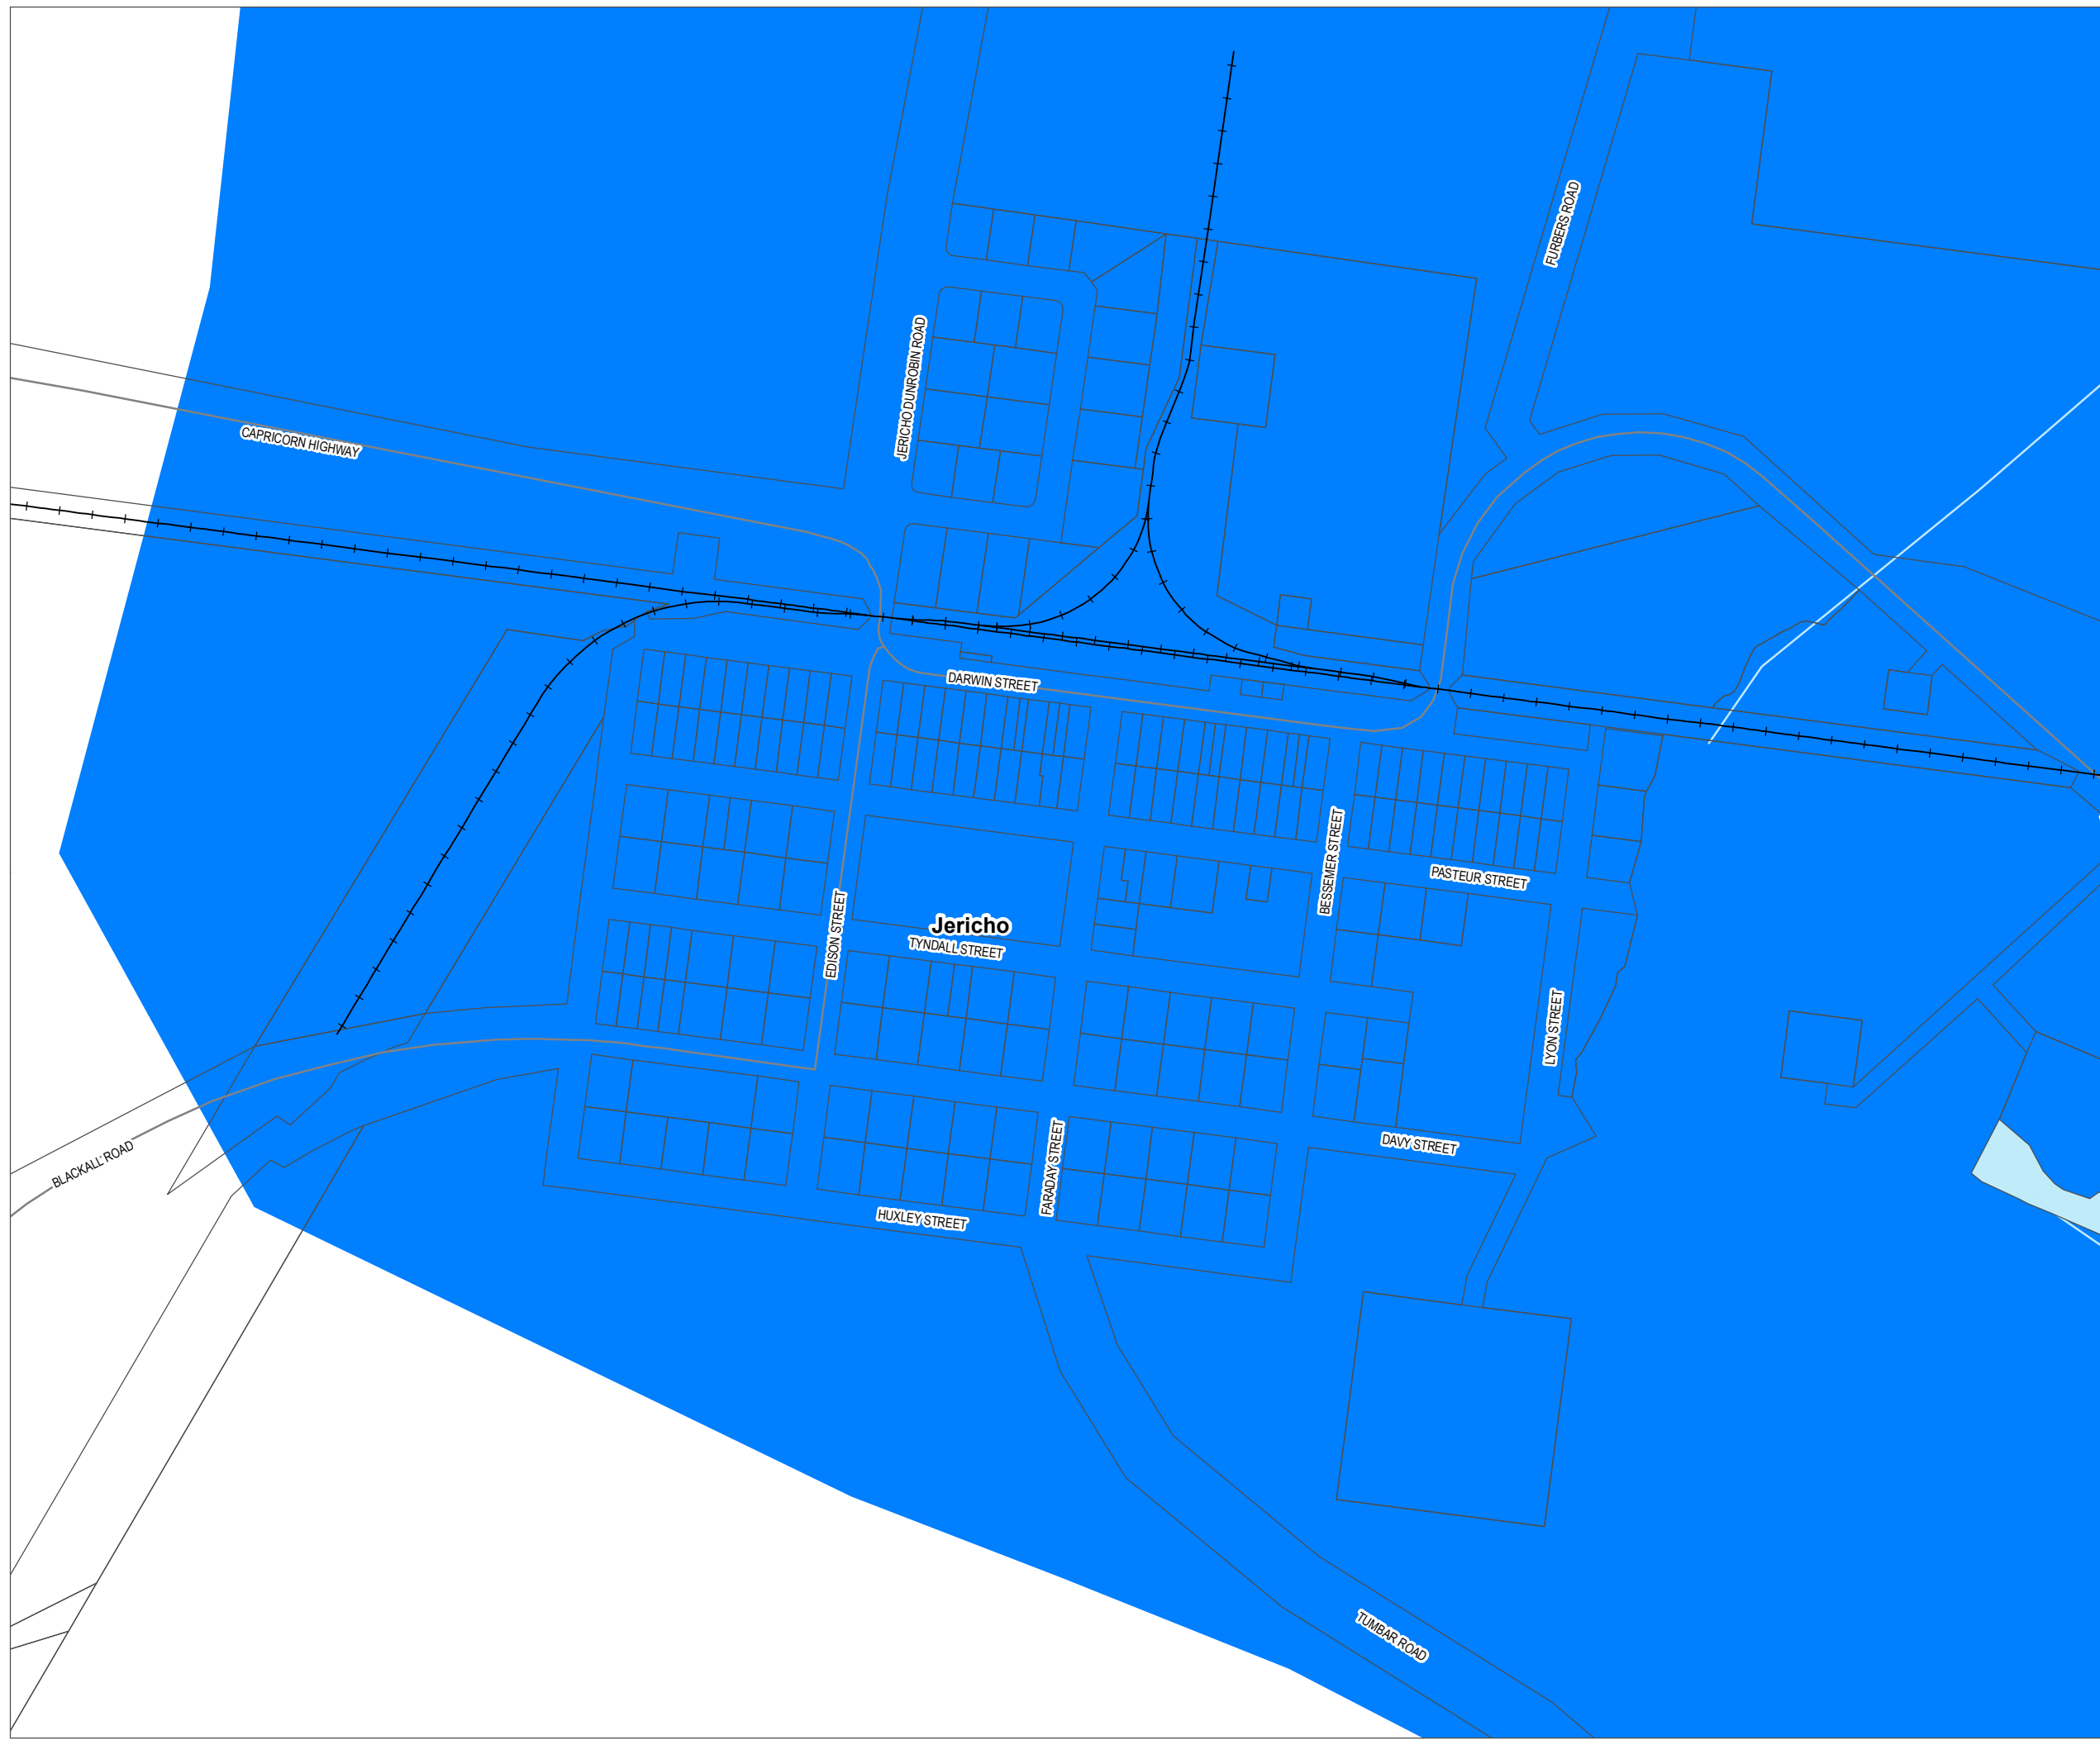 FURBERS ROAD
JERICHO DUNROBIN ROAD
CAPRICORN HIGHWAY
DARWIN STREET
BESSEMER STREET
PASTEUR STREET
EDISON STREET
Jericho
TYNDALL STREET
LYON STREET
BLACKALL ROAD
FARADAY STREET
DAVY STREET
HUXLEY STREET
TUMBAR ROAD